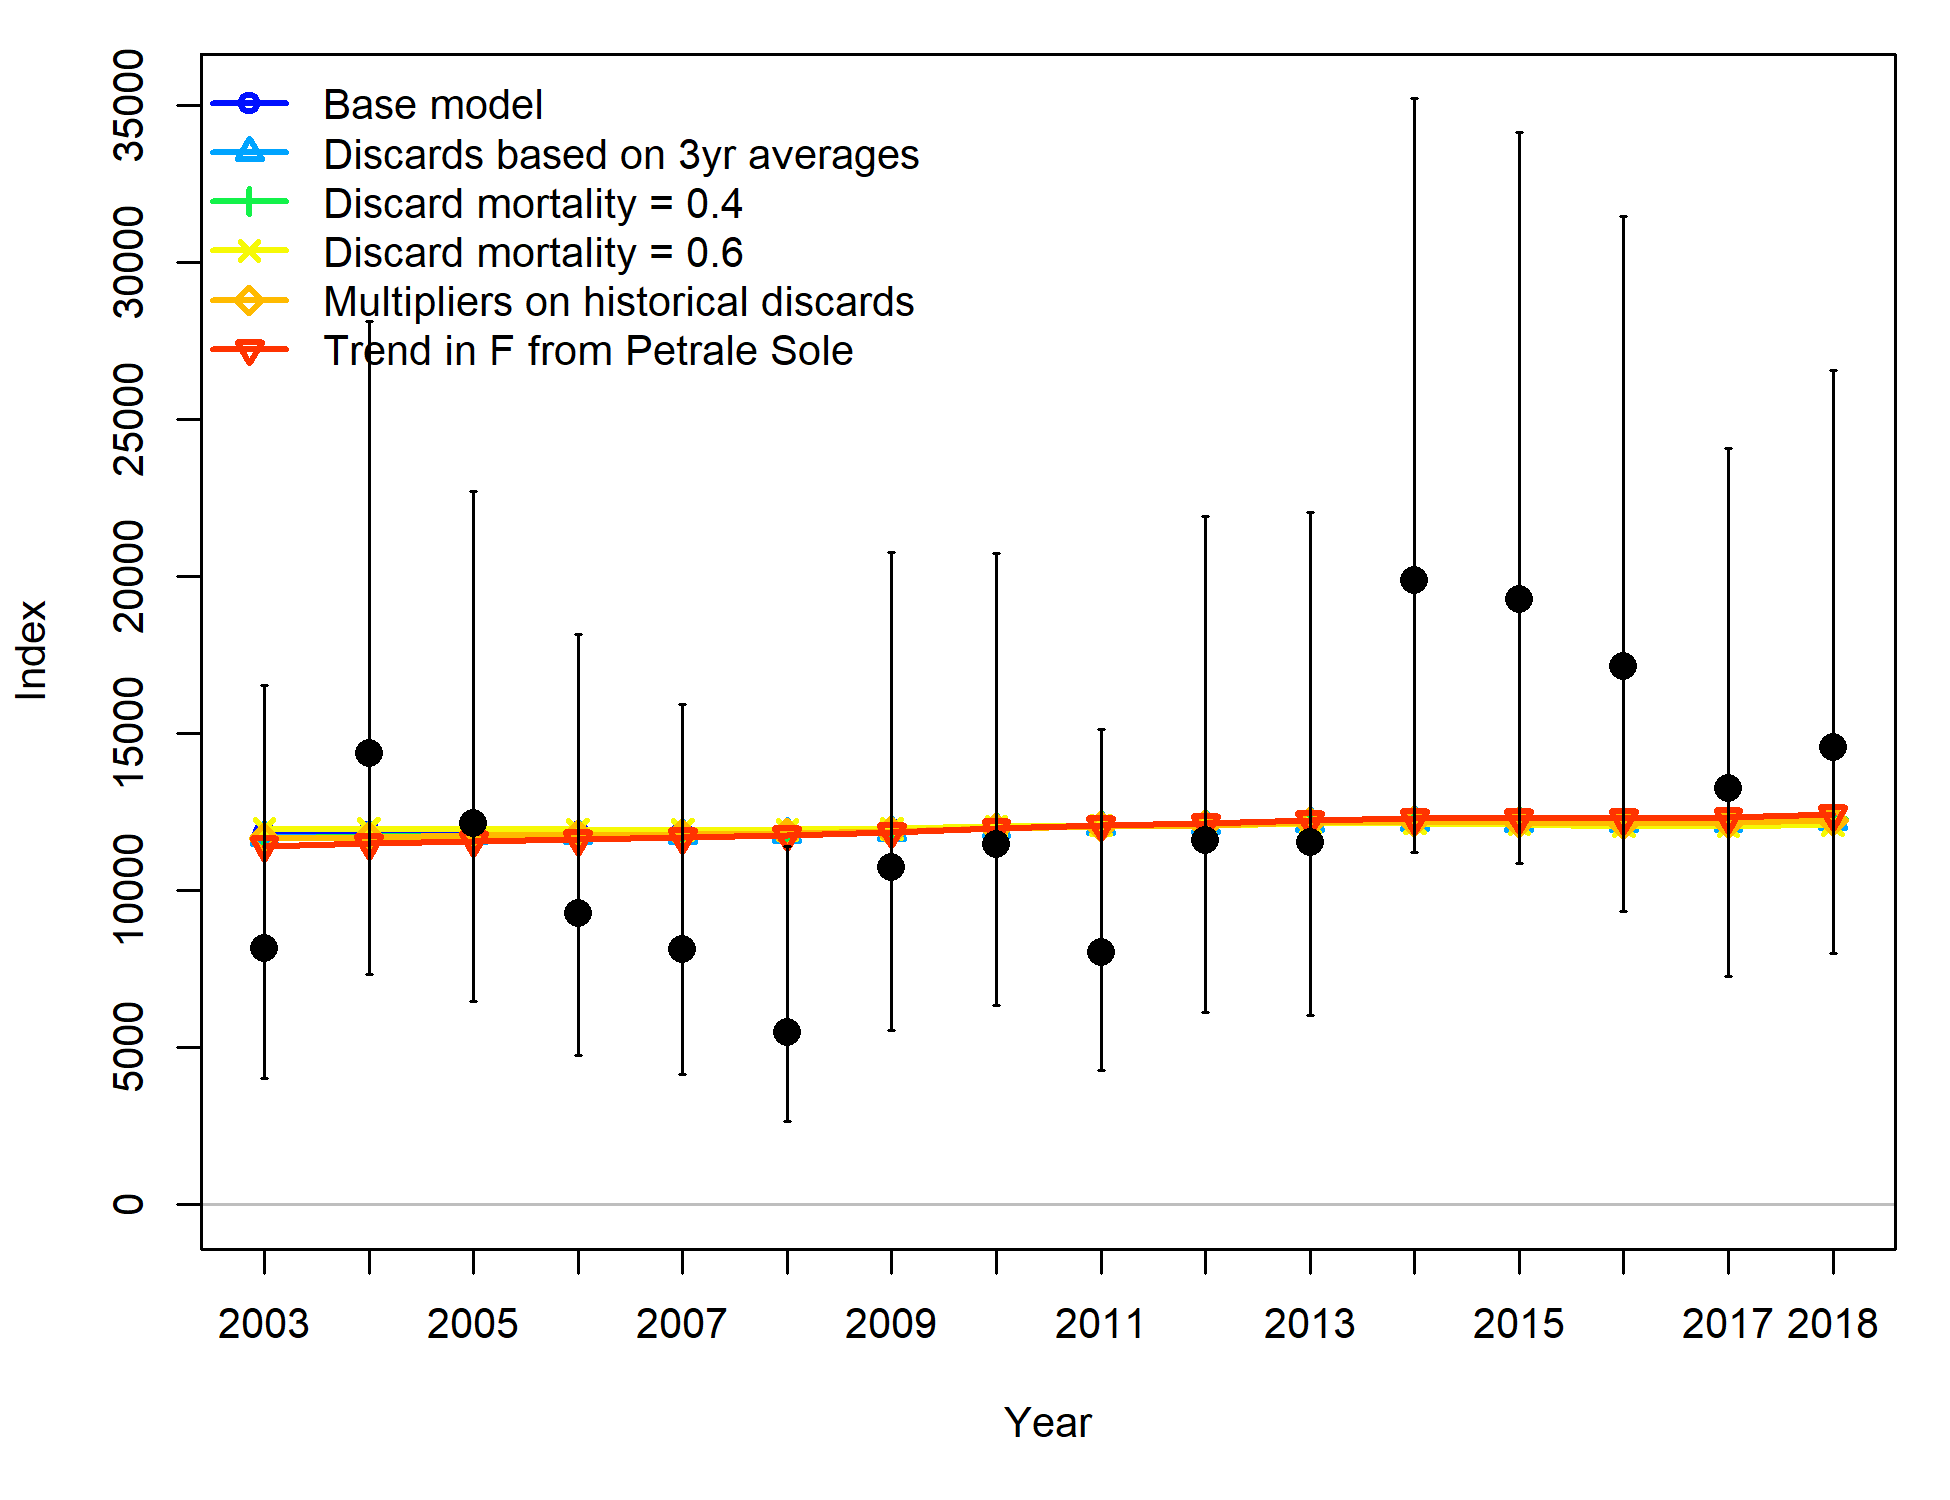 Base model
Discards based on 3yr averages
Discard mortality = 0.4
Discard mortality = 0.6
Multipliers on historical discards
Trend in F from Petrale Sole
35000
30000
25000
20000
15000
10000
5000
0
Index
2003 2005 2007 2009 2011 2013 2015 2017 2018
Year